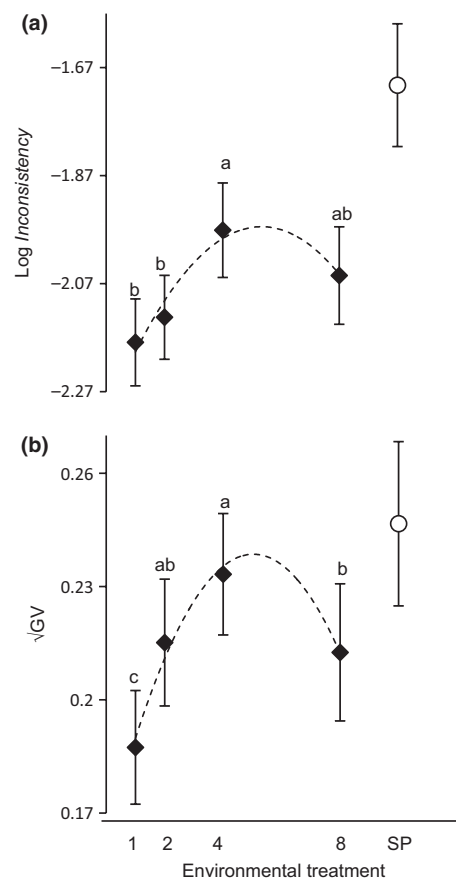 (a)
−1.67
−1.87
−2.07
−2.27
Log Inconsistency
b
b
a
ab
(b)
0.26
0.23
0.2
0.17
√GV
c
ab
a
b
1 2 4 8 SP
Environmental treatment